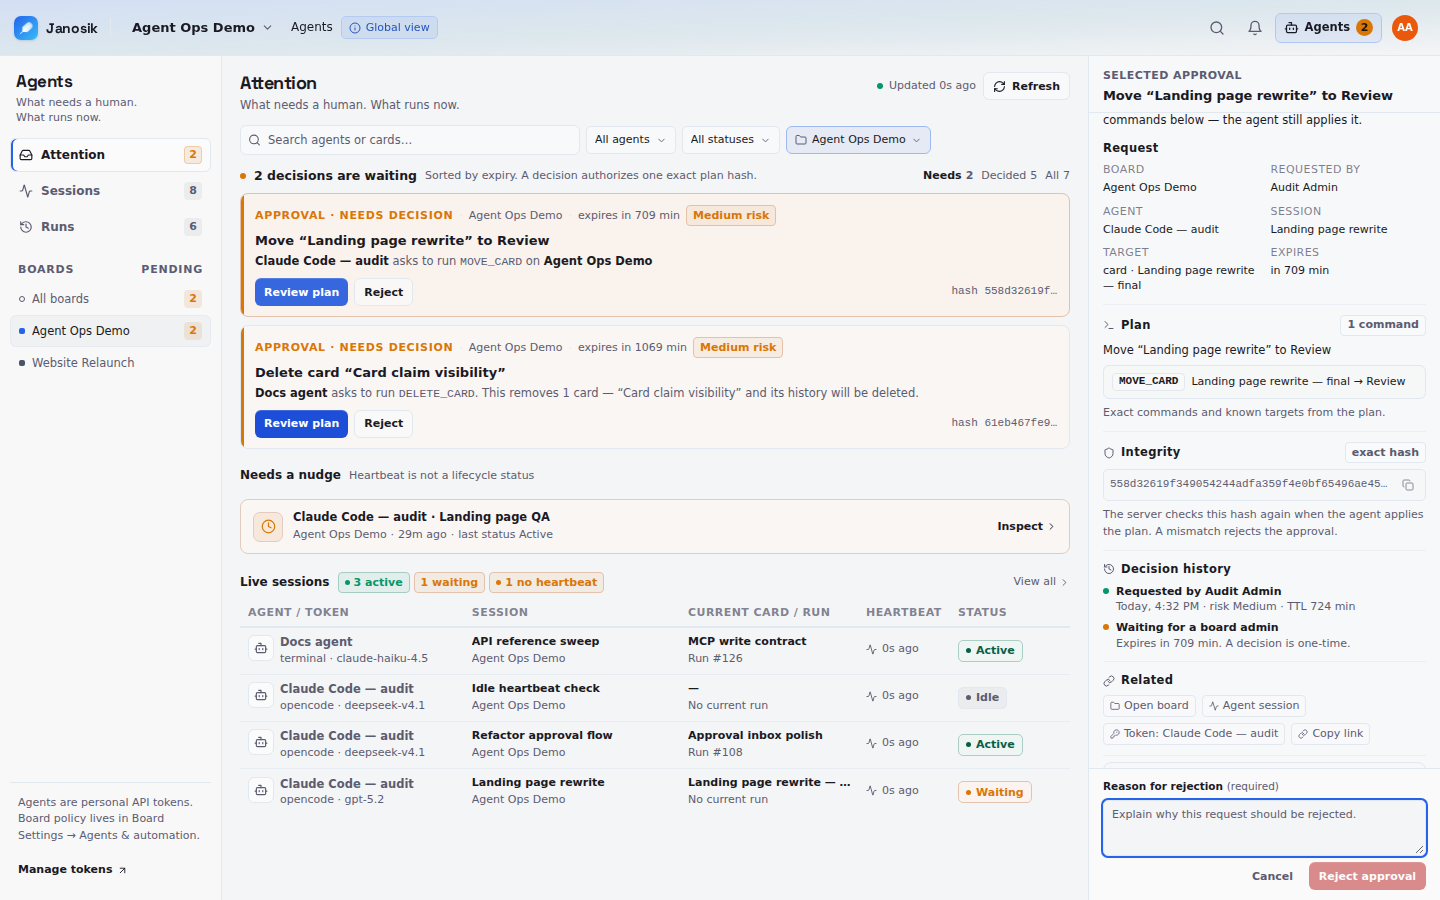 Janosik
Agent Ops Demo
Agents
Global view
Agents 2
AA
Agents
What needs a human.
What runs now.
Attention 2
Sessions 8
Runs 6
BOARDS PENDING
All boards 2
Agent Ops Demo 2
Website Relaunch
Agents are personal API tokens.
Board policy lives in Board
Settings → Agents & automation.
Manage tokens
Attention
What needs a human. What runs now.
Updated 0s ago
Refresh
Search agents or cards…
All agents
All statuses
Agent Ops Demo
2 decisions are waiting Sorted by expiry. A decision authorizes one exact plan hash.
Needs 2 Decided 5 All 7
APPROVAL · NEEDS DECISION Agent Ops Demo expires in 709 min Medium risk
Move “Landing page rewrite” to Review
Claude Code — audit asks to run MOVE_CARD on Agent Ops Demo
Review plan Reject hash 558d32619f…
APPROVAL · NEEDS DECISION Agent Ops Demo expires in 1069 min Medium risk
Delete card “Card claim visibility”
Docs agent asks to run DELETE_CARD. This removes 1 card — “Card claim visibility” and its history will be deleted.
Review plan Reject hash 61eb467fe9…
Needs a nudge Heartbeat is not a lifecycle status
Claude Code — audit · Landing page QA
Agent Ops Demo · 29m ago · last status Active
Inspect
Live sessions 3 active 1 waiting 1 no heartbeat View all
AGENT / TOKEN SESSION CURRENT CARD / RUN HEARTBEAT STATUS
Docs agent API reference sweep MCP write contract 0s ago Active
terminal · claude-haiku-4.5 Agent Ops Demo Run #126
Claude Code — audit Idle heartbeat check — 0s ago Idle
opencode · deepseek-v4.1 Agent Ops Demo No current run
Claude Code — audit Refactor approval flow Approval inbox polish 0s ago Active
opencode · deepseek-v4.1 Agent Ops Demo Run #108
Claude Code — audit Landing page rewrite Landing page rewrite — … 0s ago Waiting
opencode · gpt-5.2 Agent Ops Demo No current run
SELECTED APPROVAL
Move “Landing page rewrite” to Review
commands below — the agent still applies it.
Request
BOARD REQUESTED BY
Agent Ops Demo Audit Admin
AGENT SESSION
Claude Code — audit Landing page rewrite
TARGET EXPIRES
card · Landing page rewrite in 709 min
— final
Plan 1 command
Move “Landing page rewrite” to Review
MOVE_CARD Landing page rewrite — final → Review
Exact commands and known targets from the plan.
Integrity exact hash
558d32619f349054244adfa359f4e0bf65496ae45…
The server checks this hash again when the agent applies
the plan. A mismatch rejects the approval.
Decision history
Requested by Audit Admin
Today, 4:32 PM · risk Medium · TTL 724 min
Waiting for a board admin
Expires in 709 min. A decision is one-time.
Related
Open board Agent session
Token: Claude Code — audit Copy link
Reason for rejection (required)
Explain why this request should be rejected.
Cancel Reject approval